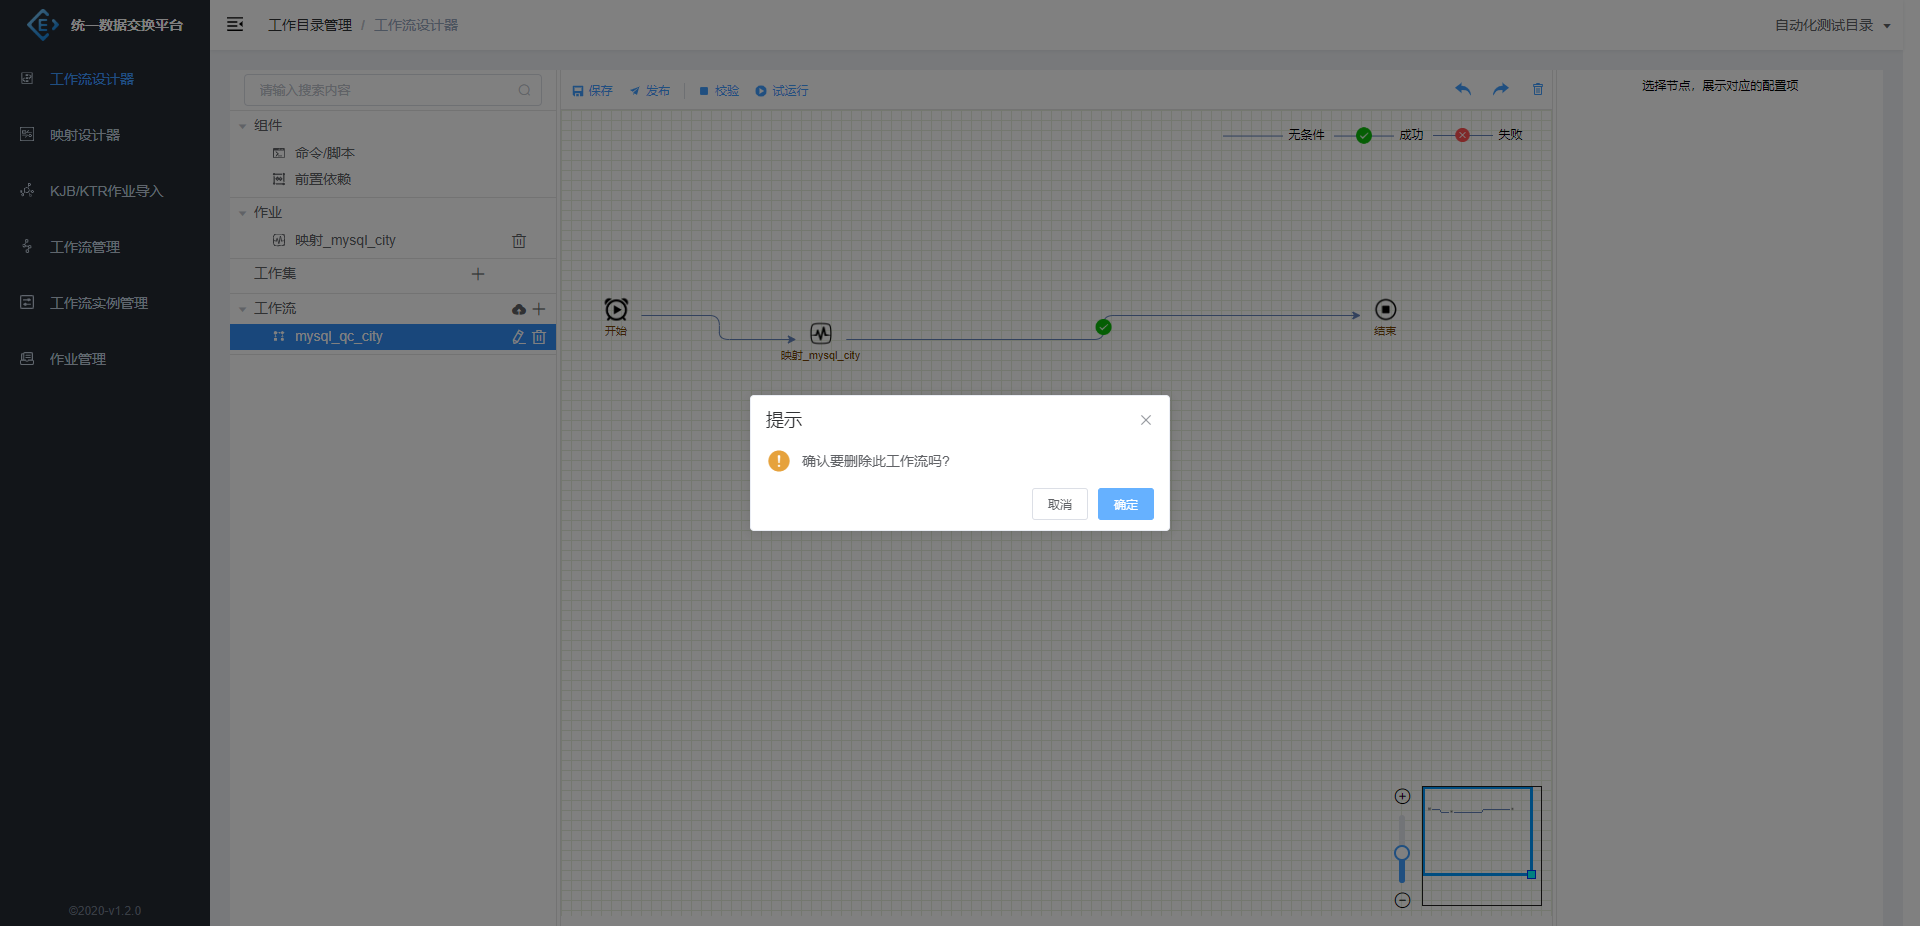 统一数据交换平台
工作目录管理 / 工作流设计器
自动化测试目录
工作流设计器
映射设计器
KJB/KTR作业导入
工作流管理
工作流实例管理
作业管理
©2020-v1.2.0
请输入搜索内容
组件
命令/脚本
前置依赖
作业
映射_mysql_city
工作集
工作流
mysql_qc_city
保存 发布 校验 试运行
无条件 成功 失败
开始
映射_mysql_city
结束
选择节点，展示对应的配置项
提示
确认要删除此工作流吗?
取消 确定